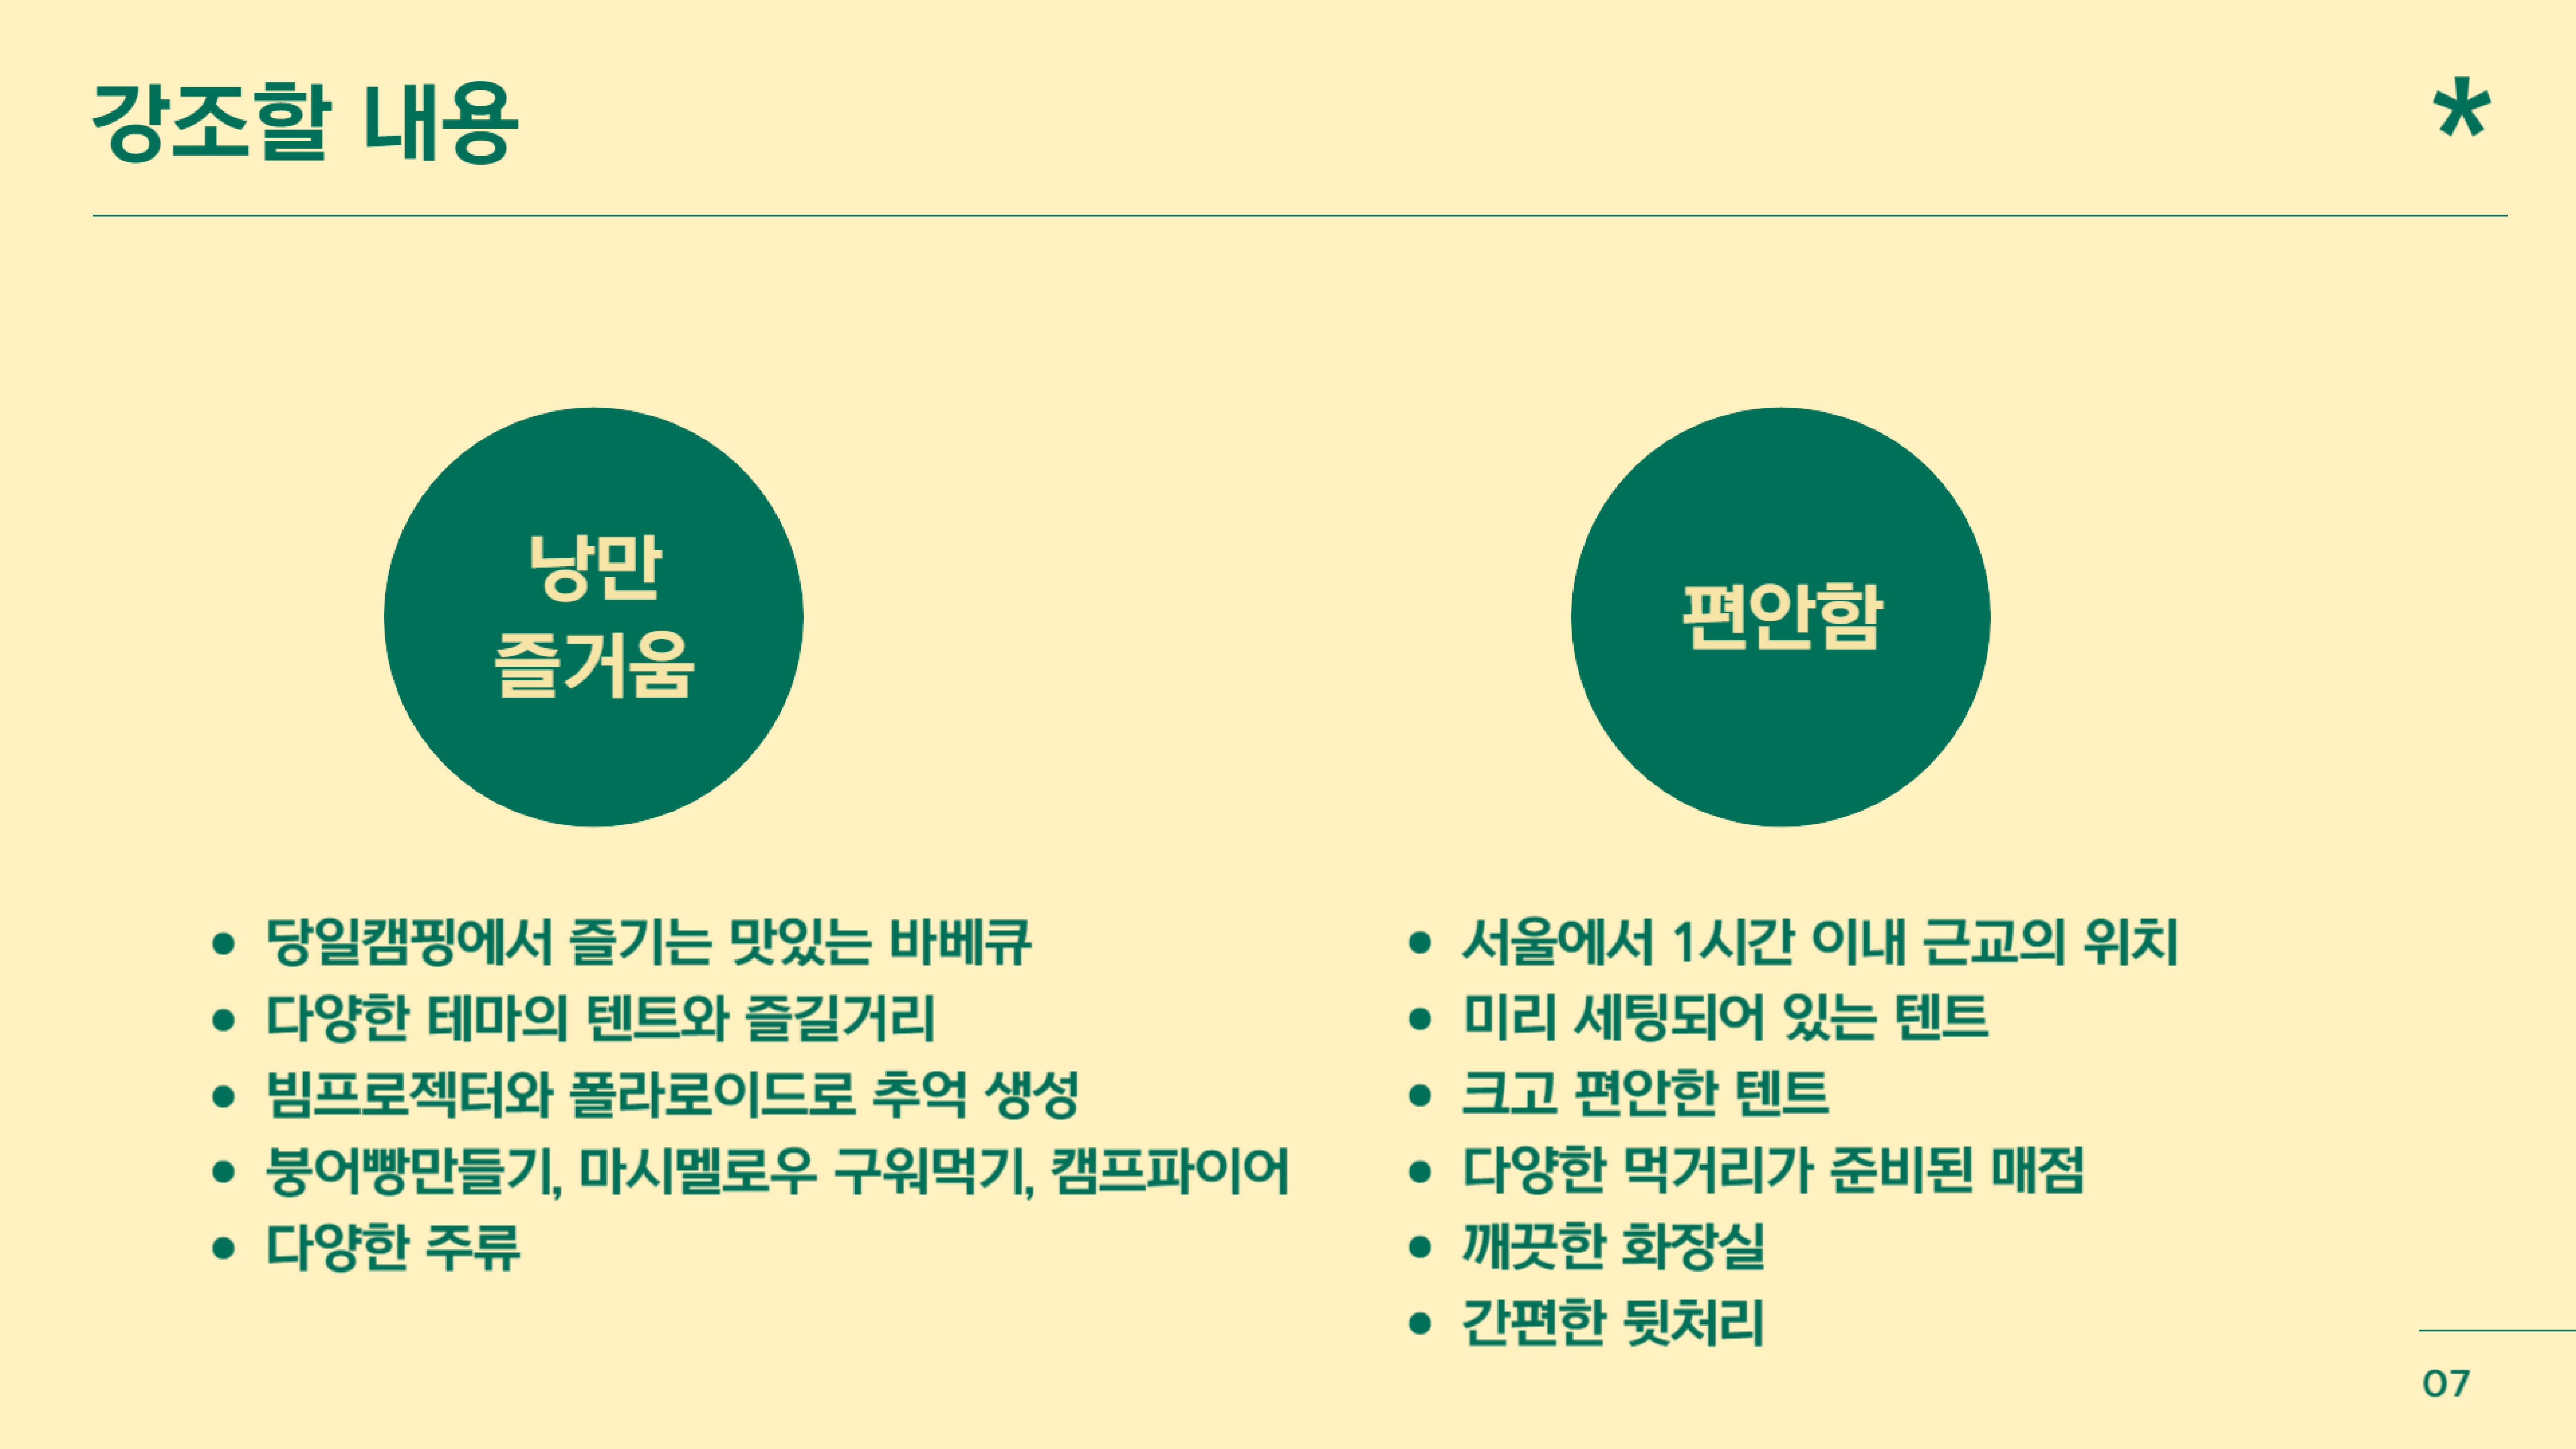 강조할 내용
*
낭만
즐거움
당일캠핑에서 즐기는 맛있는 바베큐
다양한 테마의 텐트와 즐길거리
빔프로젝터와 폴라로이드로 추억 생성
붕어빵만들기, 마시멜로우 구워먹기, 캠프파이어
다양한 주류
편안함
서울에서 1시간 이내 근교의 위치
미리 세팅되어 있는 텐트
크고 편안한 텐트
다양한 먹거리가 준비된 매점
깨끗한 화장실
간편한 뒷처리
07